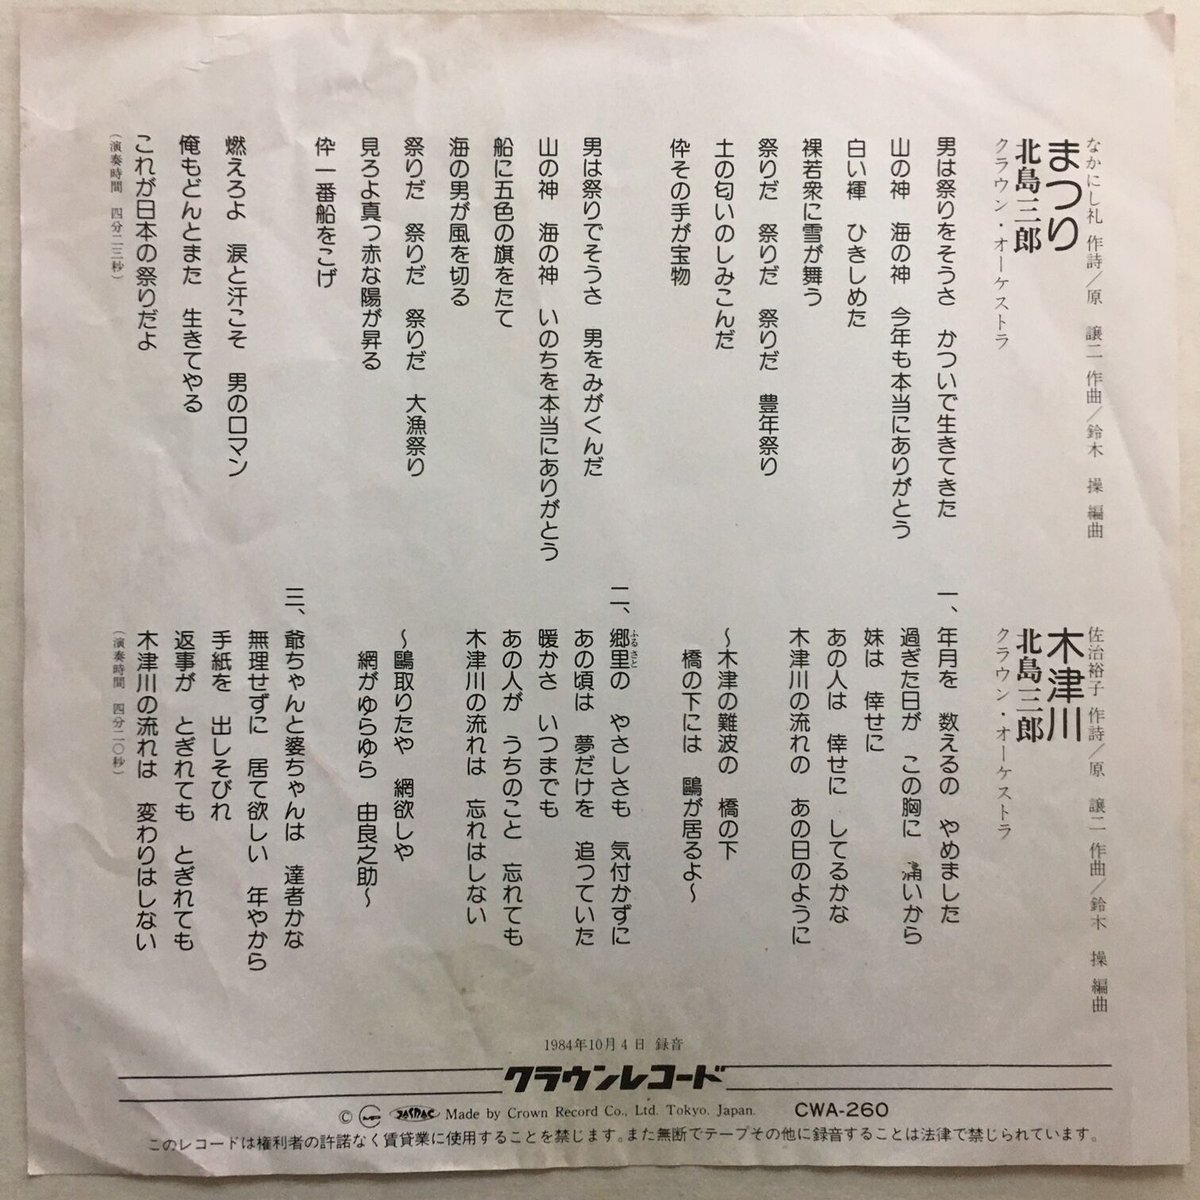 なかにし礼 作詩/原 譲二 作曲/鈴木 操 編曲
まつり
北島三郎
クラウン・オーケストラ
男は祭りをそうさ かついで生きてきた
山の神 海の神 今年も本当にありがとう
白い褌 ひきしめた
裸若衆に雪が舞う
祭りだ 祭りだ 祭りだ 豊年祭り
土の匂いのしみこんだ
倅その手が宝物
男は祭りでそうさ 男をみがくんだ
山の神 海の神 いのちを本当にありがとう
船に五色の旗をたて
海の男が風を切る
祭りだ 祭りだ 祭りだ 大漁祭り
見ろよ真っ赤な陽が昇る
倅一番船をこげ
燃えろよ 涙と汗こそ 男のロマン
俺もどんとまた 生きてやる
これが日本の祭りだよ
(演奏時間 四分二三秒)
佐治裕子 作詩/原 譲二 作曲/鈴木 操 編曲
木津川
北島三郎
クラウン・オーケストラ
一、年月を 数えるの やめました
過ぎた日が この胸に 痛いから
妹は 倖せに
あの人は 倖せに してるかな
木津川の流れの あの日のように
〜木津の難波の 橋の下
橋の下には 鷗が居るよ〜
二、郷里の やさしさも 気付かずに
ふるさと
あの頃は 夢だけを 追っていた
暖かさ いつまでも
あの人が うちのこと 忘れても
木津川の流れは 忘れはしない
〜鷗取りたや 網欲しや
網がゆらゆら 由良之助〜
三、爺ちゃんと婆ちゃんは 達者かな
無理せずに 居て欲しい 年やから
手紙を 出しそびれ
返事が とぎれても とぎれても
木津川の流れは 変わりはしない
(演奏時間 四分二〇秒)
1984年10月4日 録音
クラウンレコード
© JASRAC Made by Crown Record Co., Ltd. Tokyo. Japan. CWA-260
このレコードは権利者の許諾なく賃貸業に使用することを禁じます。また無断でテープその他に録音することは法律で禁じられています。